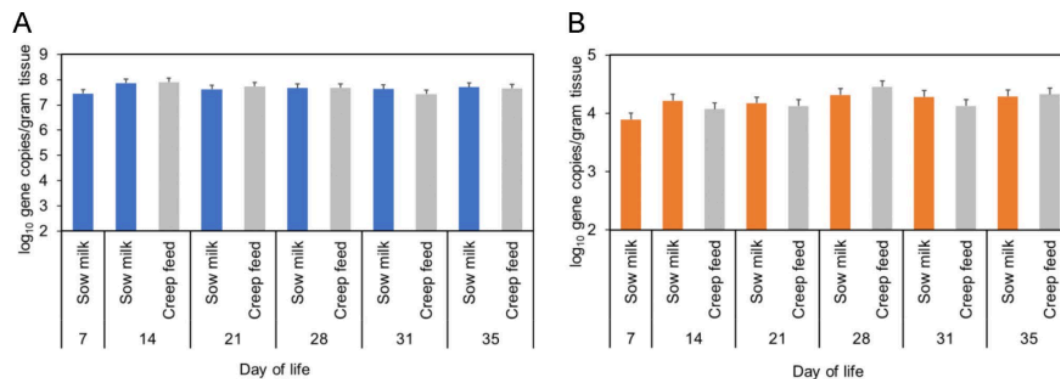 A
log₁₀ gene copies/gram tissue
9
8
7
6
5
4
3
2
Sow milk
Sow milk
Creep feed
Sow milk
Creep feed
Sow milk
Creep feed
Sow milk
Creep feed
Sow milk
Creep feed
7 14 21 28 31 35
Day of life
B
log₁₀ gene copies/gram tissue
5
4
3
2
Sow milk
Sow milk
Creep feed
Sow milk
Creep feed
Sow milk
Creep feed
Sow milk
Creep feed
Sow milk
Creep feed
7 14 21 28 31 35
Day of life